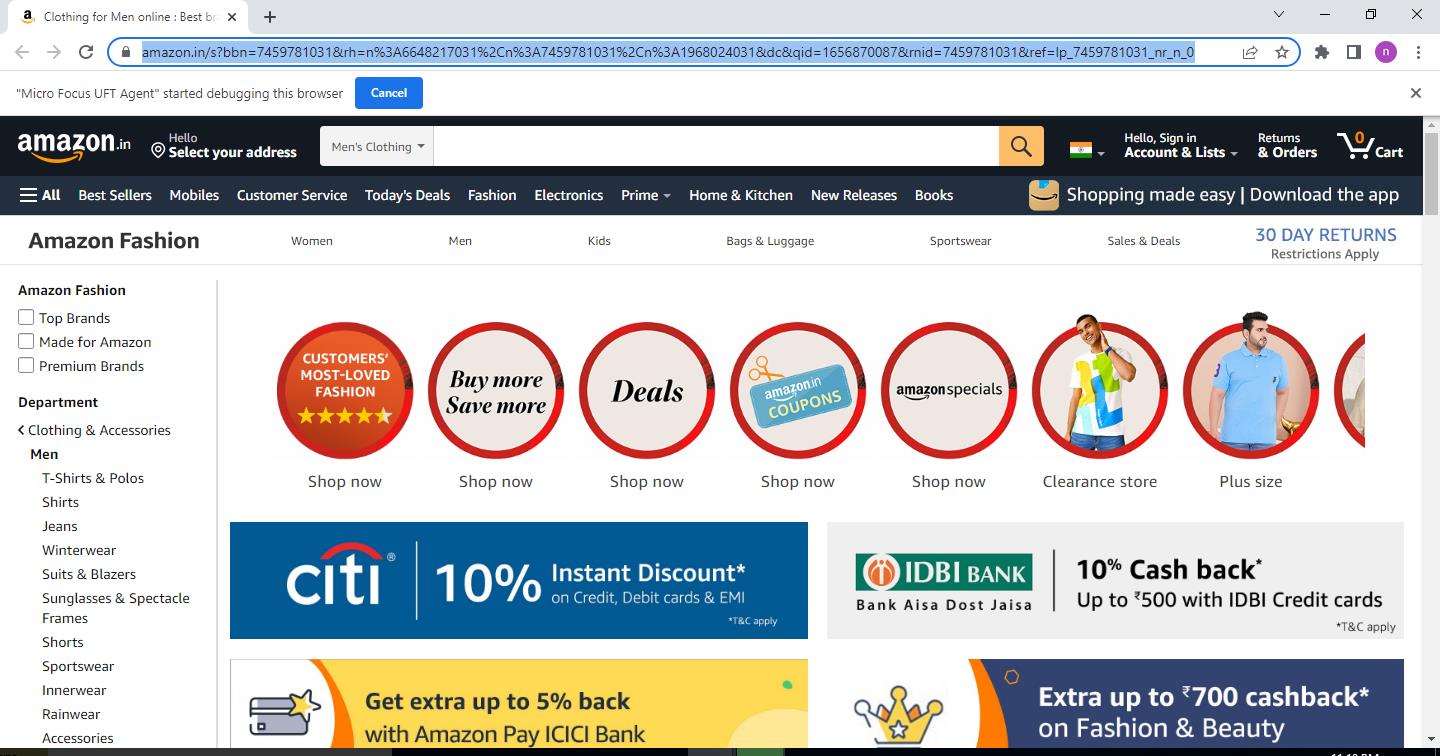 Clothing for Men online : Best br
amazon.in/s?bbn=7459781031&rh=n%3A6648217031%2Cn%3A7459781031%2Cn%3A1968024031&dc&qid=1656870087&rnid=7459781031&ref=lp_7459781031_nr_n_0
n
"Micro Focus UFT Agent" started debugging this browser
Cancel
amazon.in
Hello
Select your address
Men's Clothing
Hello, Sign in
Account & Lists
Returns
& Orders
0
Cart
All
Best Sellers
Mobiles
Customer Service
Today's Deals
Fashion
Electronics
Prime
Home & Kitchen
New Releases
Books
Shopping made easy | Download the app
Amazon Fashion
Women
Men
Kids
Bags & Luggage
Sportswear
Sales & Deals
30 DAY RETURNS
Restrictions Apply
Amazon Fashion
Top Brands
Made for Amazon
Premium Brands
Department
Clothing & Accessories
Men
T-Shirts & Polos
Shirts
Jeans
Winterwear
Suits & Blazers
Sunglasses & Spectacle
Frames
Shorts
Sportswear
Innerwear
Rainwear
Accessories
CUSTOMERS'
MOST-LOVED
FASHION
Shop now
Buy more
Save more
Shop now
Deals
Shop now
amazon.in
COUPONS
Shop now
amazon specials
Shop now
Clearance store
Plus size
citi®
10%
Instant Discount*
on Credit, Debit cards & EMI
*T&C apply
IDBI BANK
Bank Aisa Dost Jaisa
10% Cash back*
Up to ₹500 with IDBI Credit cards
*T&C apply
Get extra up to 5% back
with Amazon Pay ICICI Bank
Extra up to ₹700 cashback*
on Fashion & Beauty